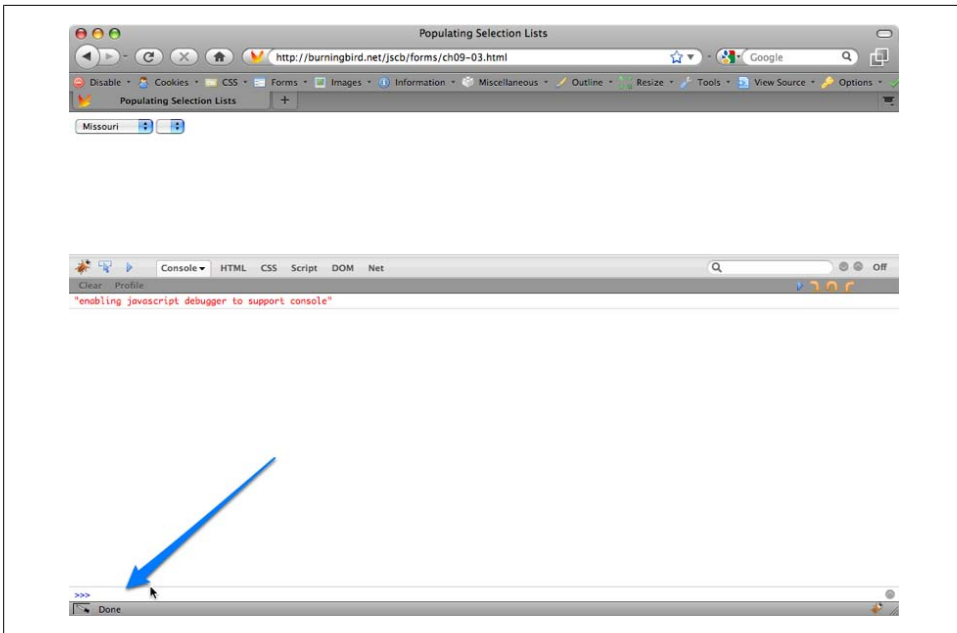 Populating Selection Lists
http://burningbird.net/jscb/forms/ch09-03.html
Google
Disable Cookies CSS Forms Images Information Miscellaneous Outline Resize Tools View Source Options
Populating Selection Lists +
Missouri
Console HTML CSS Script DOM Net
Off
Clear Profile
"enabling javascript debugger to support console"
>>>
Done